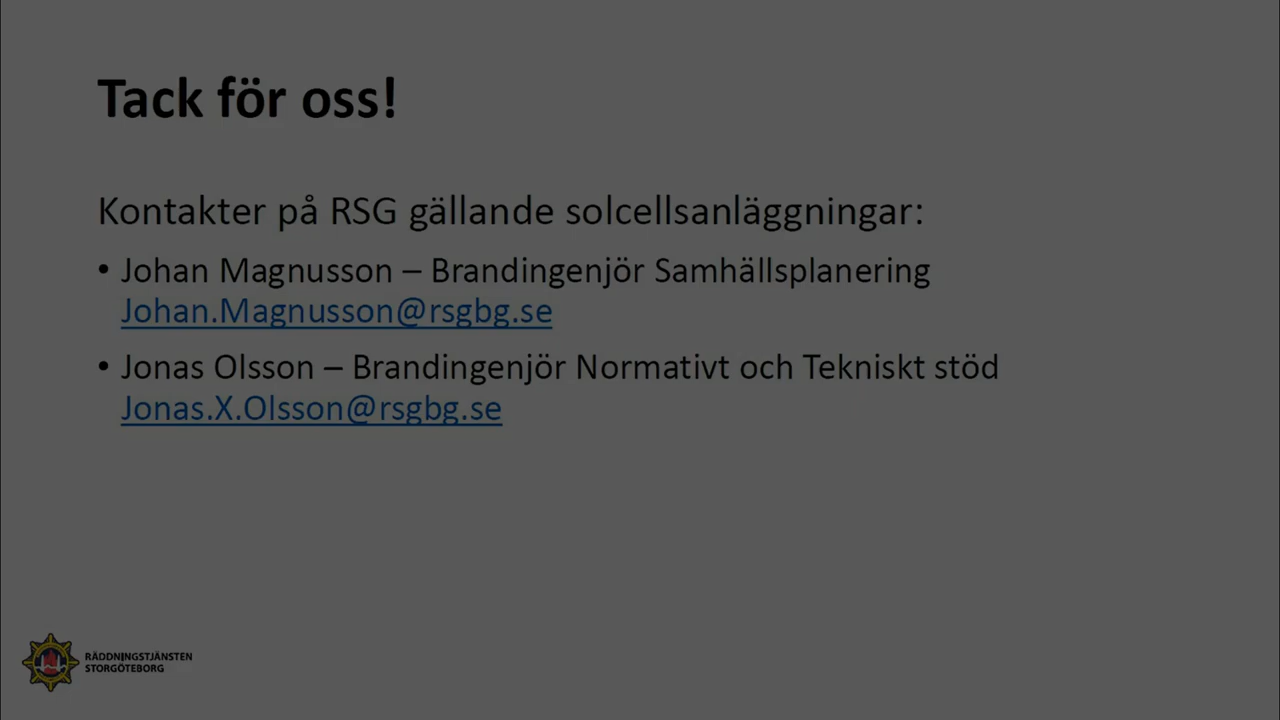 Tack för oss!
Kontakter på RSG gällande solcellsanläggningar:
• Johan Magnusson – Brandingenjör Samhällsplanering
Johan.Magnusson@rsgbg.se
• Jonas Olsson – Brandingenjör Normativt och Tekniskt stöd
Jonas.X.Olsson@rsgbg.se
RÄDDNINGSTJÄNSTEN
STORGÖTEBORG